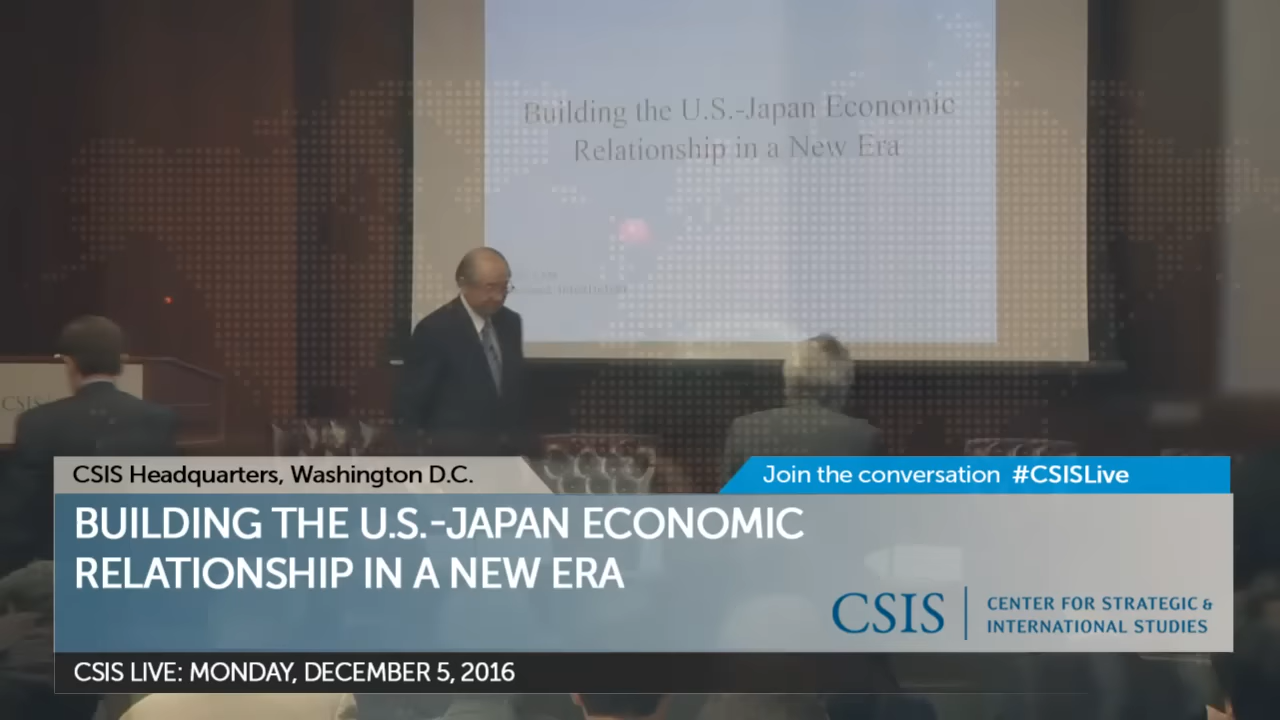 Building the U.S.-Japan Economic
Relationship in a New Era
CSIS
CSIS Headquarters, Washington D.C.
Join the conversation #CSISLive
BUILDING THE U.S.-JAPAN ECONOMIC
RELATIONSHIP IN A NEW ERA
CSIS
CENTER FOR STRATEGIC &
INTERNATIONAL STUDIES
CSIS LIVE: MONDAY, DECEMBER 5, 2016